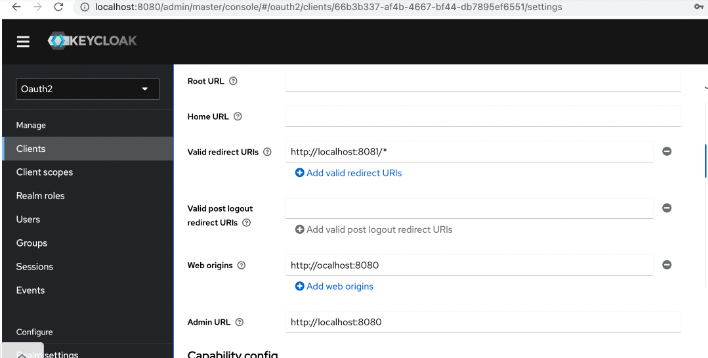 localhost:8080/admin/master/console/#/oauth2/clients/66b3b337-af4b-4667-bf44-db7895ef6551/settings
KEYCLOAK
Oauth2
Manage
Clients
Client scopes
Realm roles
Users
Groups
Sessions
Events
Configure
Realm settings
Root URL
Home URL
Valid redirect URIs
http://localhost:8081/*
Add valid redirect URIs
Valid post logout
redirect URIs
Add valid post logout redirect URIs
Web origins
http://ocalhost:8080
Add web origins
Admin URL
http://localhost:8080
Capability config